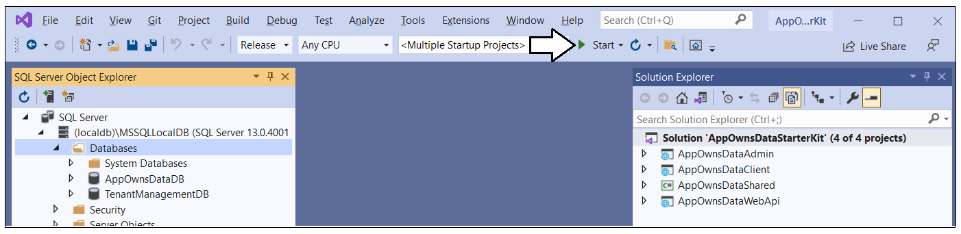 File Edit View Git Project Build Debug Test Analyze Tools Extensions Window Help Search (Ctrl+Q) AppO...rKit
Release Any CPU <Multiple Startup Projects> Start Live Share
SQL Server Object Explorer
SQL Server
(localdb)\MSSQLLocalDB (SQL Server 13.0.4001
Databases
System Databases
AppOwnsDataDB
TenantManagementDB
Security
Server Objects
Solution Explorer
Search Solution Explorer (Ctrl+;)
Solution 'AppOwnsDataStarterKit' (4 of 4 projects)
AppOwnsDataAdmin
AppOwnsDataClient
C# AppOwnsDataShared
AppOwnsDataWebApi